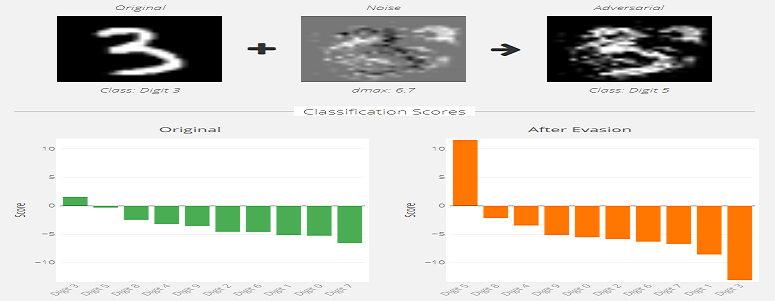 Original Noise Adversarial
Class: Digit 3 dmax: 6.7 Class: Digit 5
Classification Scores
Original After Evasion
10 10
5 5
Score 0 Score 0
−5 −5
−10 −10
Digit 3 Digit 5 Digit 8 Digit 4 Digit 9 Digit 2 Digit 6 Digit 1 Digit 0 Digit 7
Digit 5 Digit 8 Digit 4 Digit 9 Digit 0 Digit 2 Digit 6 Digit 7 Digit 1 Digit 3